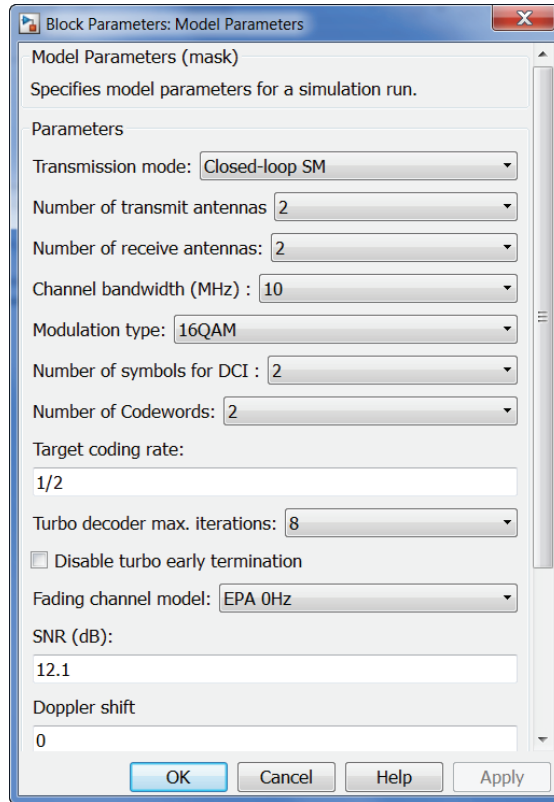 Block Parameters: Model Parameters
Model Parameters (mask)
Specifies model parameters for a simulation run.
Parameters
Transmission mode: Closed-loop SM
Number of transmit antennas 2
Number of receive antennas: 2
Channel bandwidth (MHz) : 10
Modulation type: 16QAM
Number of symbols for DCI : 2
Number of Codewords: 2
Target coding rate:
1/2
Turbo decoder max. iterations: 8
Disable turbo early termination
Fading channel model: EPA 0Hz
SNR (dB):
12.1
Doppler shift
0
OK Cancel Help Apply